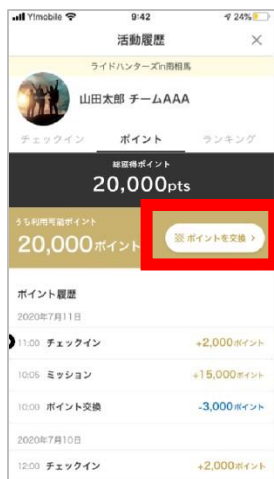 Y!mobile 9:42 24%
活動履歴 ×
ライドハンターズin南相馬
山田太郎 チームAAA
チェックイン ポイント ランキング
総獲得ポイント
20,000pts
うち利用可能ポイント
20,000ポイント
ポイントを交換 >
ポイント履歴
2020年7月11日
11:00 チェックイン +2,000ポイント
10:05 ミッション +15,000ポイント
10:00 ポイント交換 -3,000ポイント
2020年7月10日
12:00 チェックイン +2,000ポイント